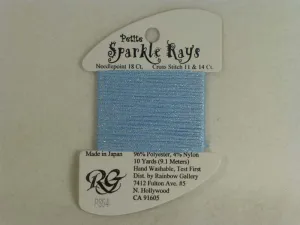 Petite
Sparkle Rays
Needlepoint 18 Ct. Cross Stitch 11 & 14 Ct.
Made in Japan
96% Polyester, 4% Nylon
10 Yards (9.1 Meters)
Hand Washable, Test First
Dist. by Rainbow Gallery
7412 Fulton Ave. #5
N. Hollywood
CA 91605
RG